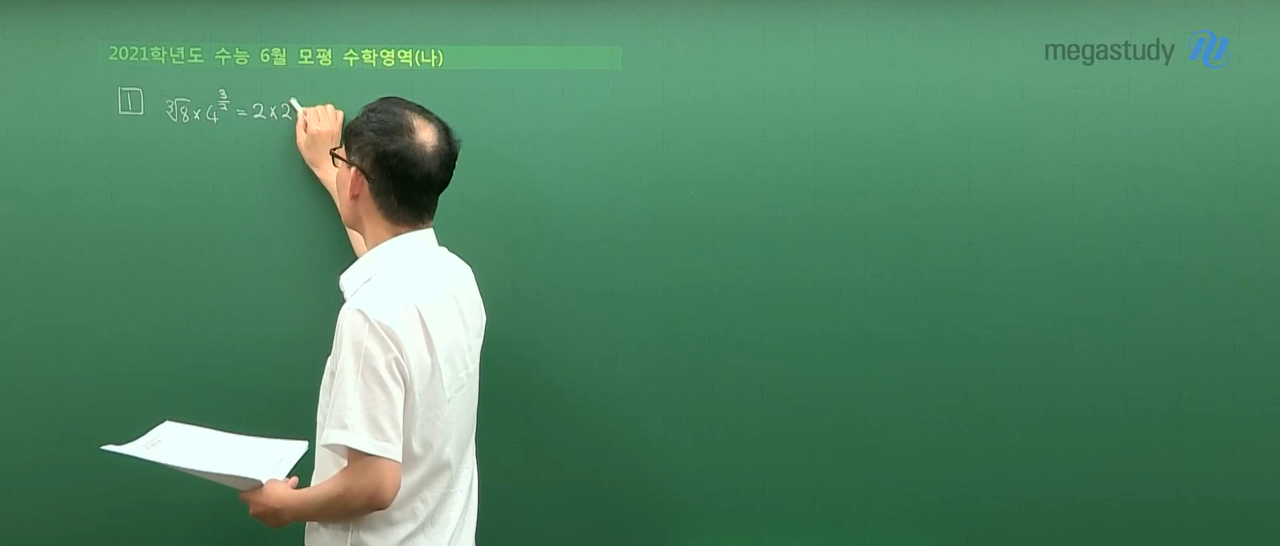 2021학년도 수능 6월 모평 수학영역(나)
megastudy
1 ∛8 × 4^(3/2) = 2 × 2